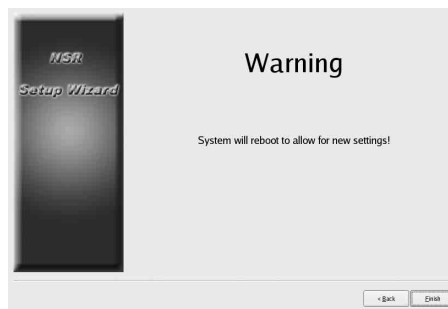 NSR
Setup Wizard
Warning
System will reboot to allow for new settings!
< Back
Finish